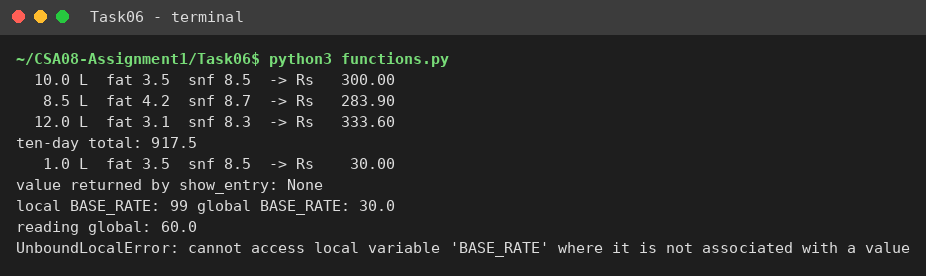 Task06 - terminal
~/CSA08-Assignment1/Task06$ python3 functions.py
  10.0 L  fat 3.5  snf 8.5  -> Rs   300.00
   8.5 L  fat 4.2  snf 8.7  -> Rs   283.90
  12.0 L  fat 3.1  snf 8.3  -> Rs   333.60
ten-day total: 917.5
   1.0 L  fat 3.5  snf 8.5  -> Rs    30.00
value returned by show_entry: None
local BASE_RATE: 99 global BASE_RATE: 30.0
reading global: 60.0
UnboundLocalError: cannot access local variable 'BASE_RATE' where it is not associated with a value